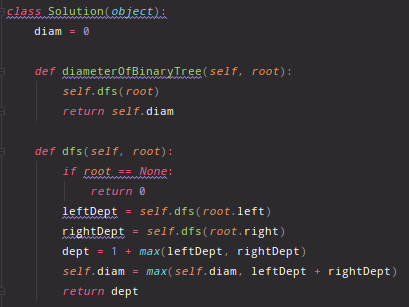 class Solution(object):
    diam = 0

    def diameterOfBinaryTree(self, root):
        self.dfs(root)
        return self.diam

    def dfs(self, root):
        if root == None:
            return 0
        leftDept = self.dfs(root.left)
        rightDept = self.dfs(root.right)
        dept = 1 + max(leftDept, rightDept)
        self.diam = max(self.diam, leftDept + rightDept)
        return dept